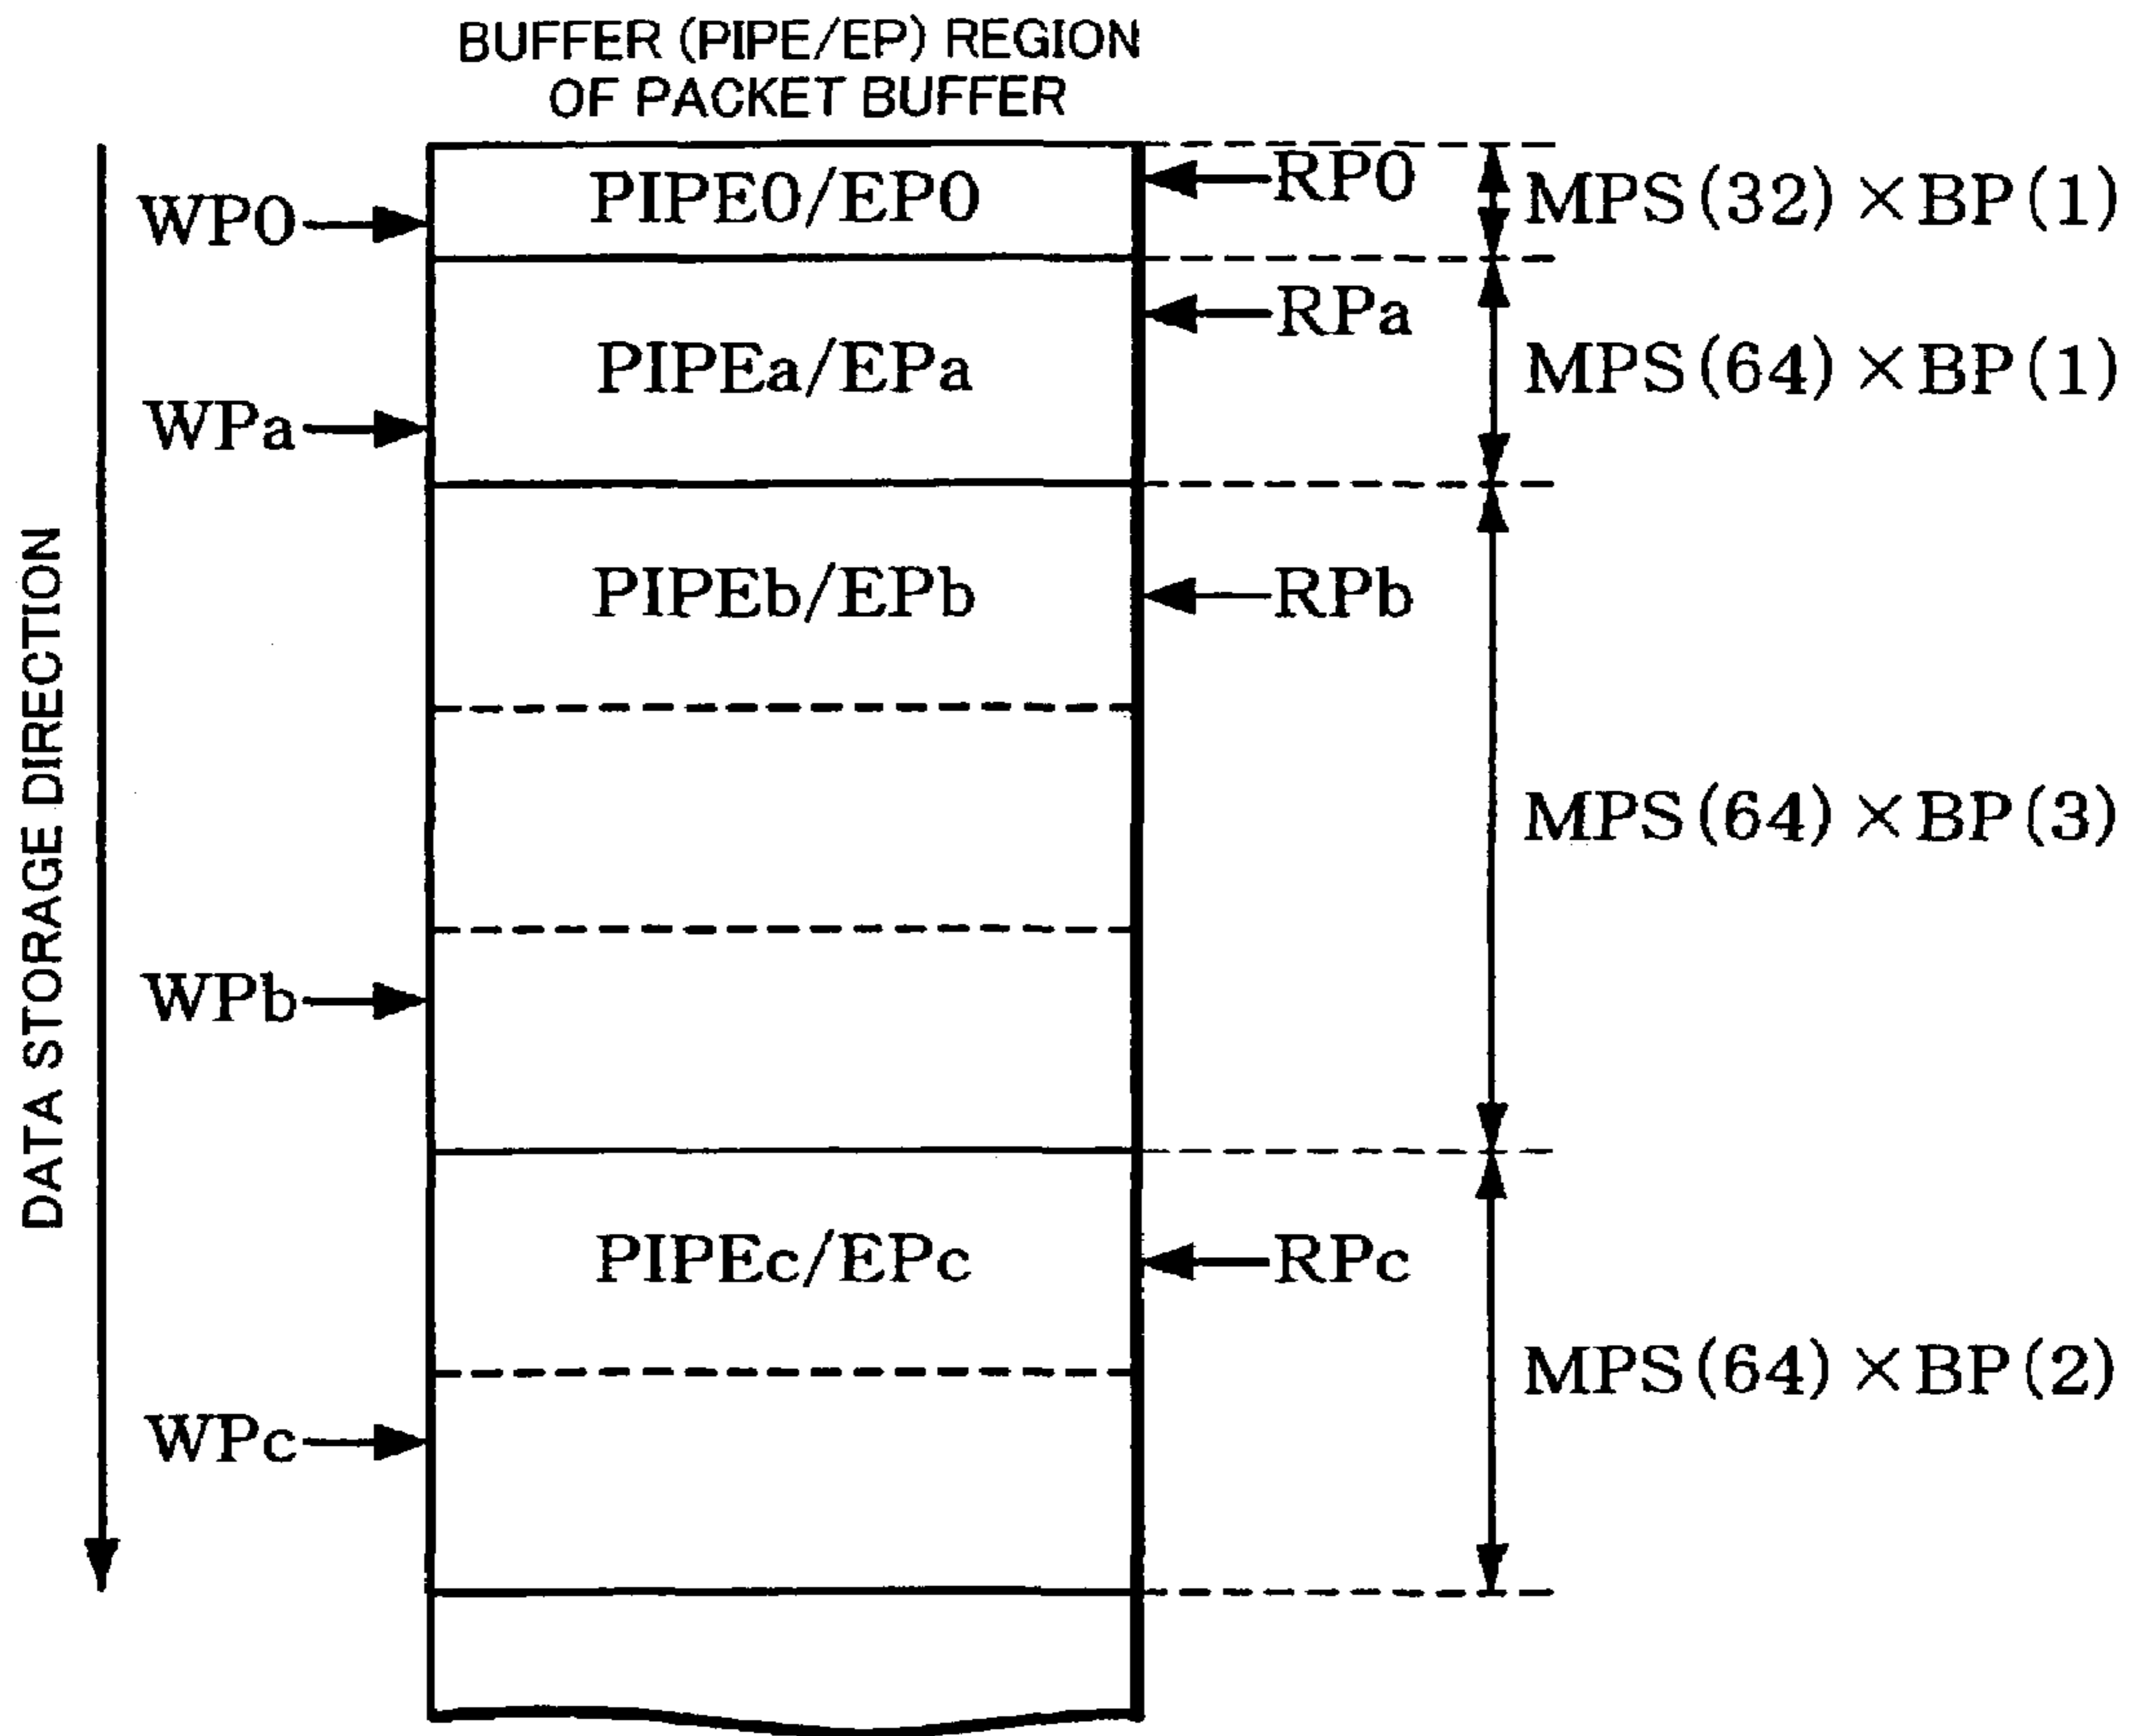 BUFFER (PIPE/EP) REGION
OF PACKET BUFFER
DATA STORAGE DIRECTION
WP0
PIPE0/EP0
RP0
MPS(32)×BP(1)
WPa
PIPEa/EPa
RPa
MPS(64)×BP(1)
PIPEb/EPb
RPb
WPb
MPS(64)×BP(3)
PIPEc/EPc
RPc
WPc
MPS(64)×BP(2)